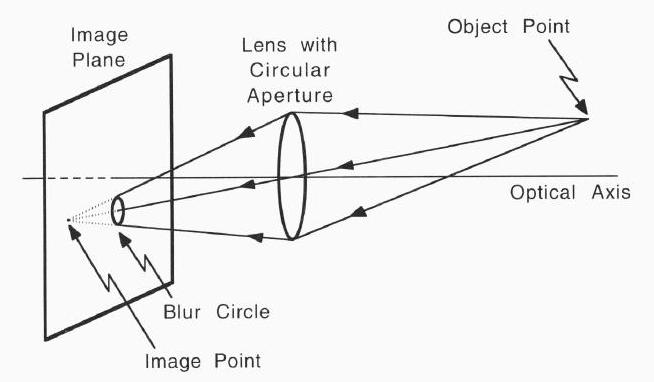 Image
Plane
Lens with
Circular
Aperture
Object Point
Optical Axis
Blur Circle
Image Point